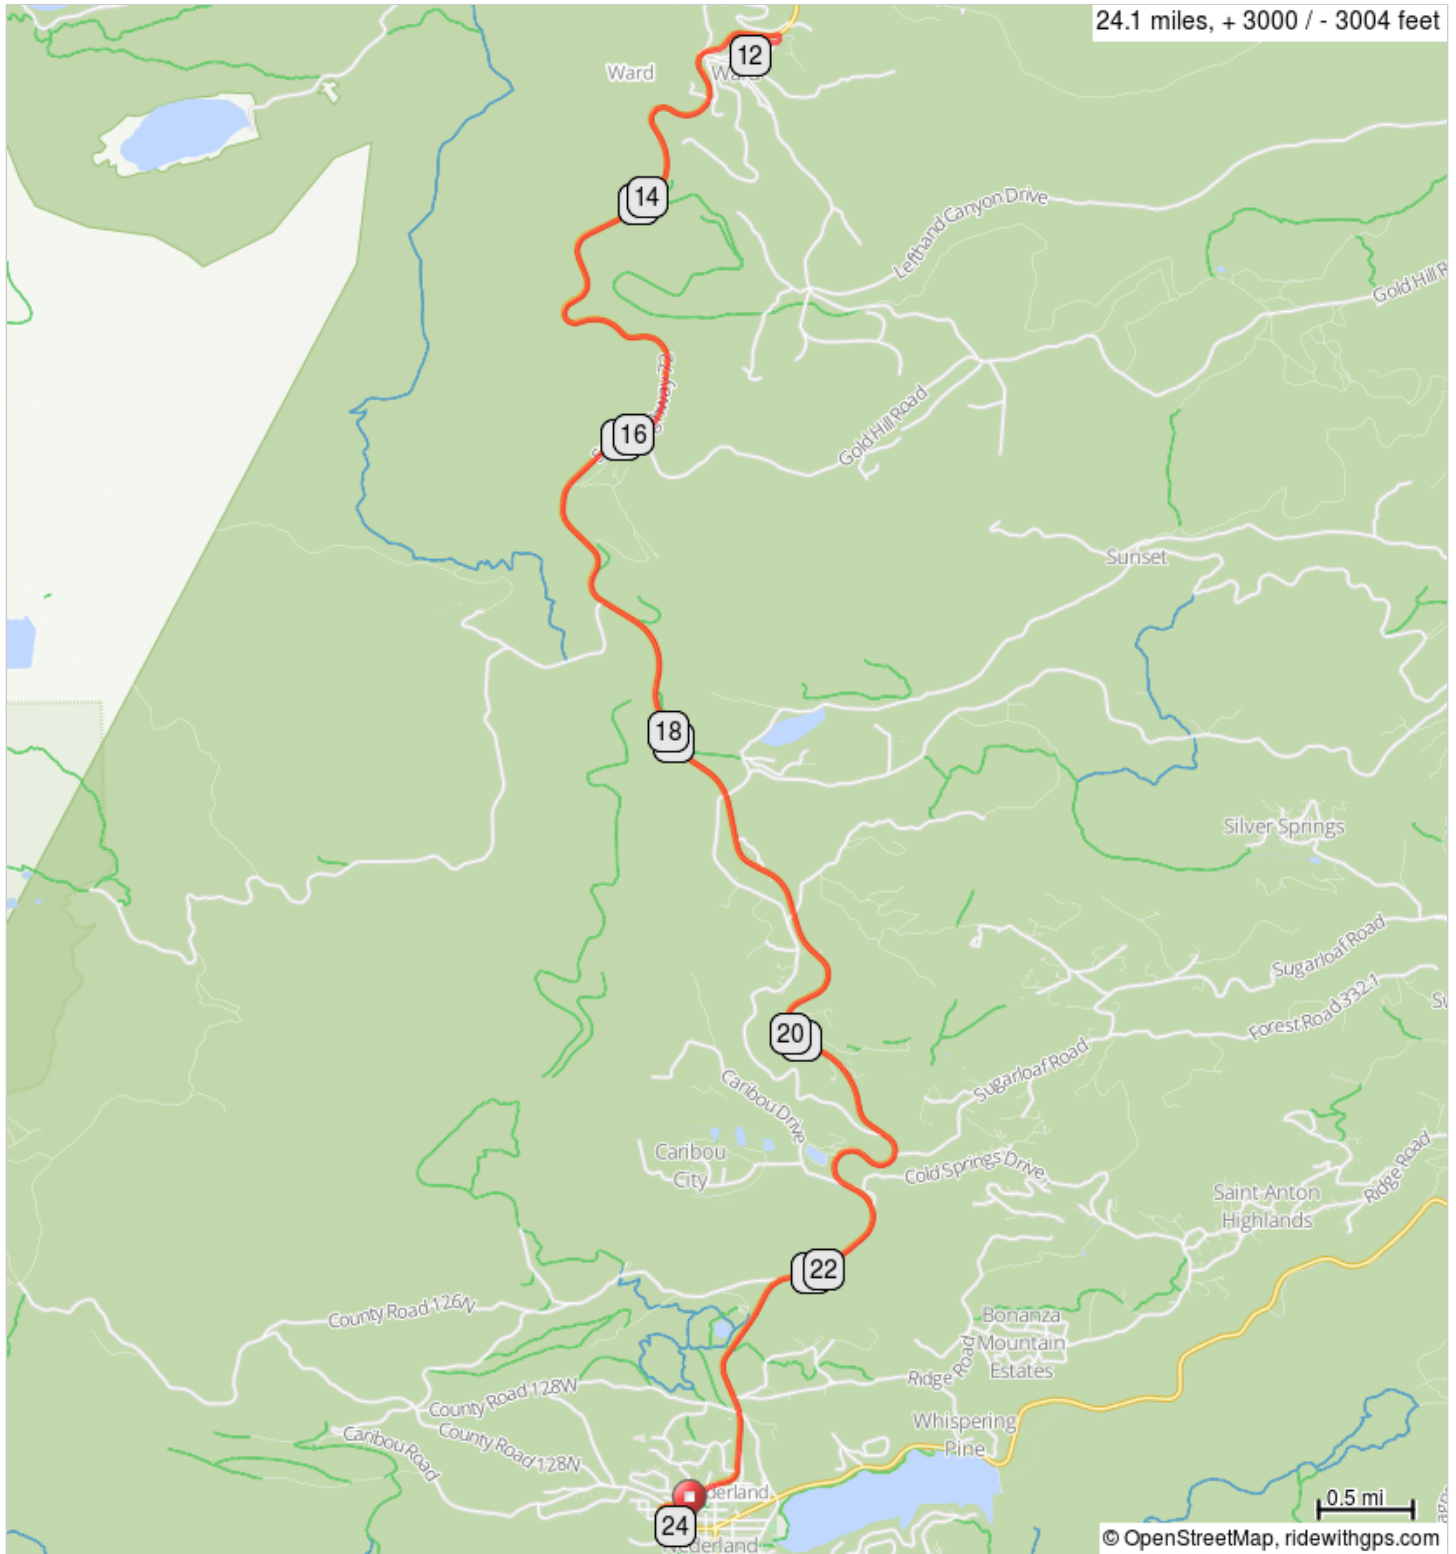 24.1 miles, + 3000 / - 3004 feet
12
Ward
14
Lefthand Canyon Drive
Gold Hill R
16
Gold Hill Road
Sunset
18
Silver Springs
Sugarloaf Road
Forest Road 332.1
20
Sugarloaf Road
Caribou Drive
Caribou
City
Cold Springs Drive
Ridge Road
Saint Anton
Highlands
22
County Road 126N
Bonanza
Mountain
Estates
Ridge Road
County Road 128W
Whispering
Pine
Caribou Road
County Road 128N
derland
24
Nederland
0.5 mi
© OpenStreetMap, ridewithgps.com